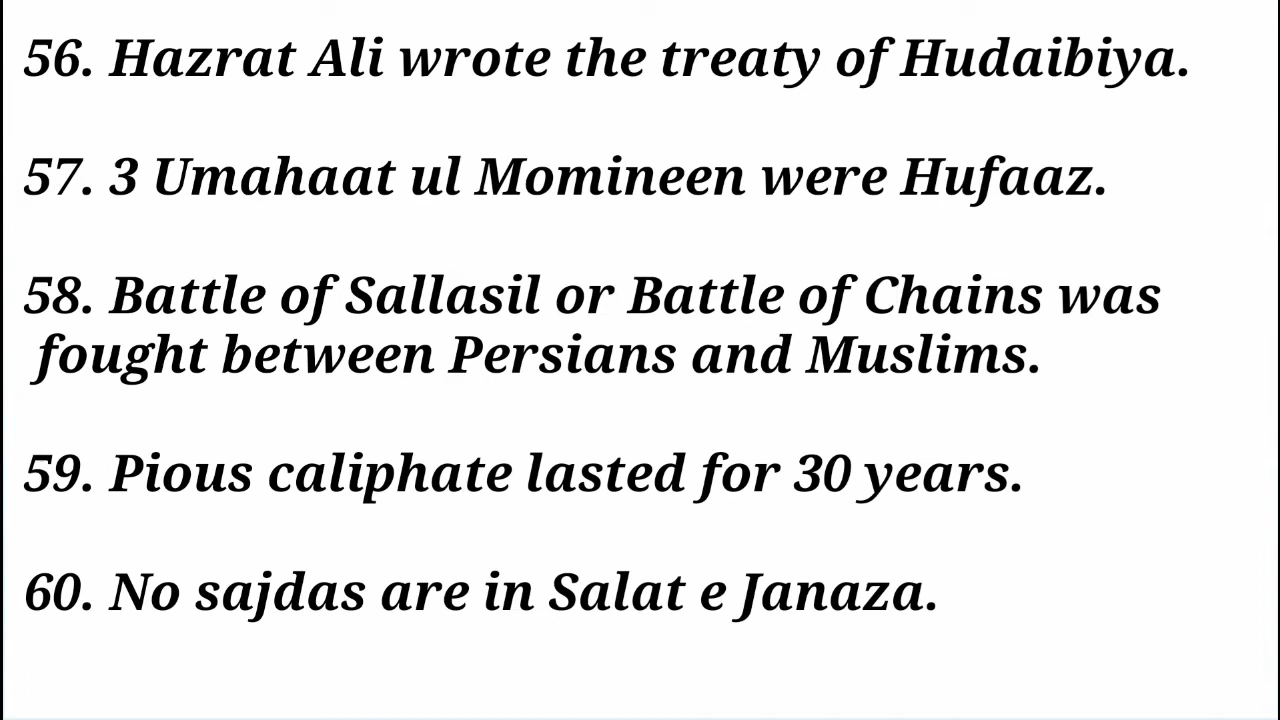 56. Hazrat Ali wrote the treaty of Hudaibiya.
57. 3 Umahaat ul Momineen were Hufaaz.
58. Battle of Sallasil or Battle of Chains was
fought between Persians and Muslims.
59. Pious caliphate lasted for 30 years.
60. No sajdas are in Salat e Janaza.